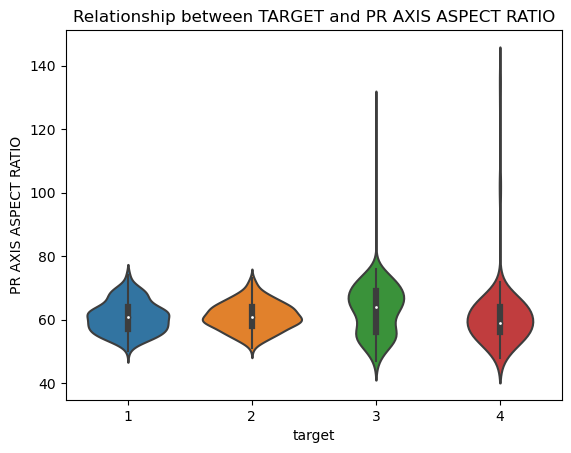 Relationship between TARGET and PR AXIS ASPECT RATIO
140
120
100
80
60
40
PR AXIS ASPECT RATIO
1 2 3 4
target